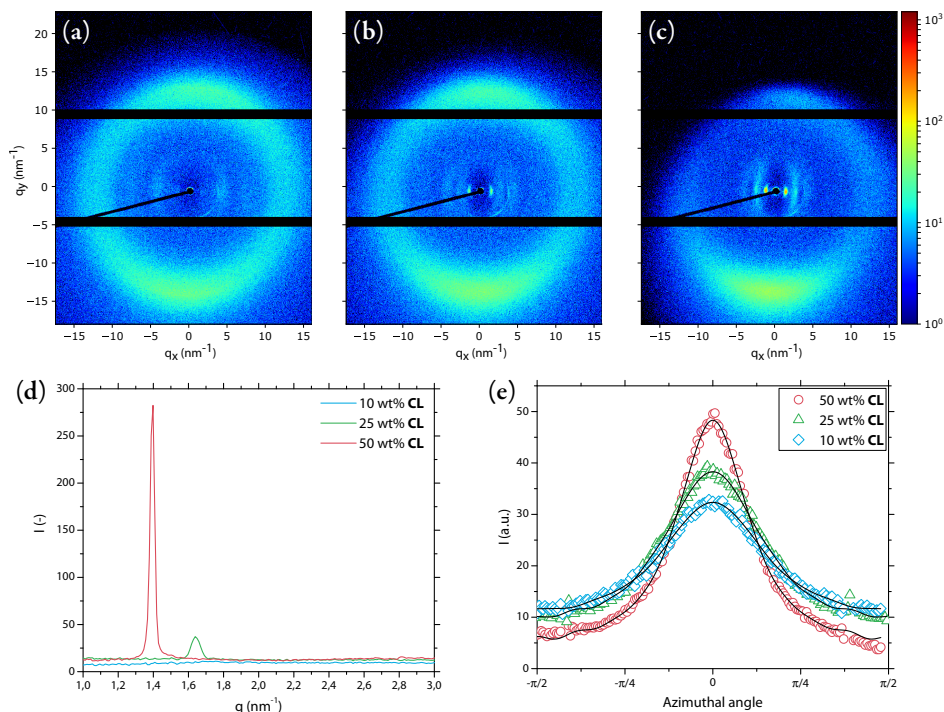 (a)
(b)
(c)
20
15
10
5
0
−5
−10
−15
qy (nm⁻¹)
−15 −10 −5 0 5 10 15
qx (nm⁻¹)
−15 −10 −5 0 5 10 15
qx (nm⁻¹)
−15 −10 −5 0 5 10 15
qx (nm⁻¹)
10³
10²
10¹
10⁰
(d)
300
250
200
150
100
50
0
I (-)
10 wt% CL
25 wt% CL
50 wt% CL
1,0 1,2 1,4 1,6 1,8 2,0 2,2 2,4 2,6 2,8 3,0
q (nm⁻¹)
(e)
50
40
30
20
10
0
I (a.u.)
50 wt% CL
25 wt% CL
10 wt% CL
-π/2 -π/4 0 π/4 π/2
Azimuthal angle